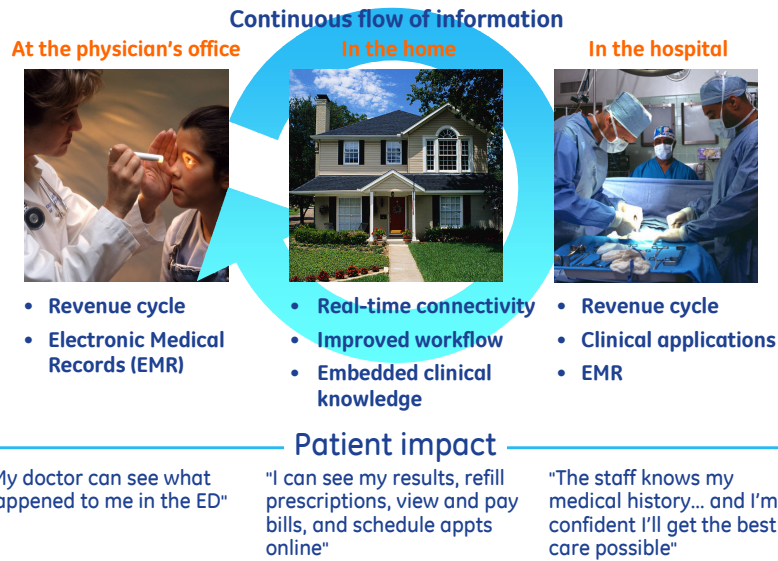 Continuous flow of information
At the physician's office
In the home
In the hospital
• Revenue cycle
• Electronic Medical
Records (EMR)
• Real-time connectivity
• Improved workflow
• Embedded clinical
knowledge
• Revenue cycle
• Clinical applications
• EMR
Patient impact
My doctor can see what
appened to me in the ED"
"I can see my results, refill
prescriptions, view and pay
bills, and schedule appts
online"
"The staff knows my
medical history... and I'm
confident I'll get the best
care possible"